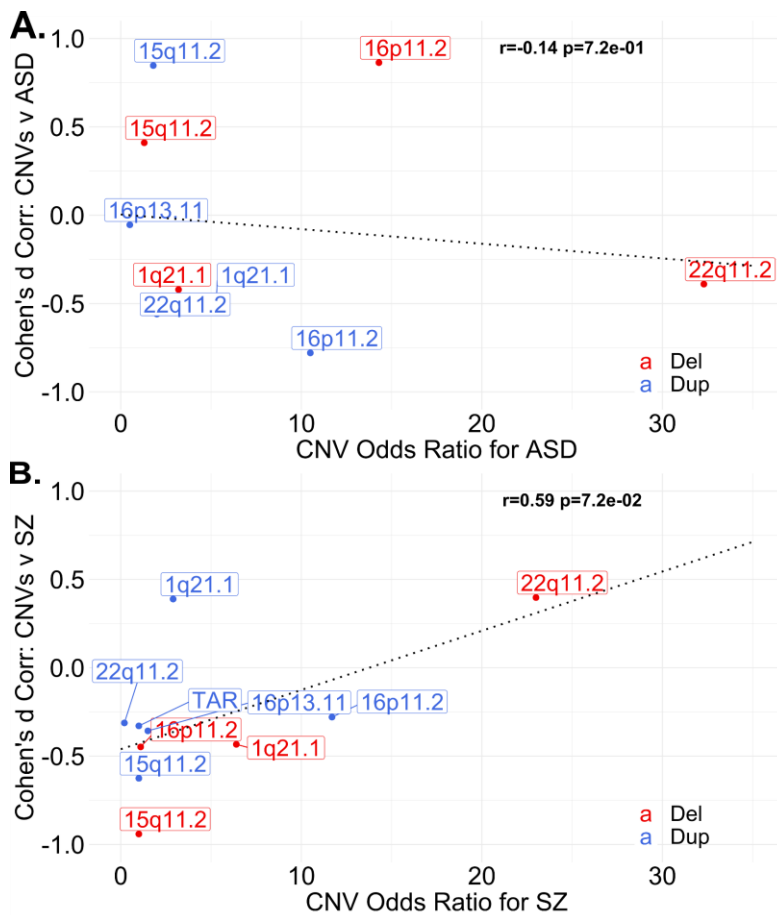 A.
Cohen's d Corr: CNVs v ASD
1.0
0.5
0.0
-0.5
-1.0
15q11.2
16p11.2
r=-0.14 p=7.2e-01
15q11.2
16p13.11
1q21.1
1q21.1
22q11.2
22q11.2
16p11.2
a Del
a Dup
0
10
20
30
CNV Odds Ratio for ASD
B.
Cohen's d Corr: CNVs v SZ
1.0
0.5
0.0
-0.5
-1.0
r=0.59 p=7.2e-02
1q21.1
22q11.2
22q11.2
TAR
16p13.11
16p11.2
16p11.2
1q21.1
15q11.2
15q11.2
a Del
a Dup
0
10
20
30
CNV Odds Ratio for SZ